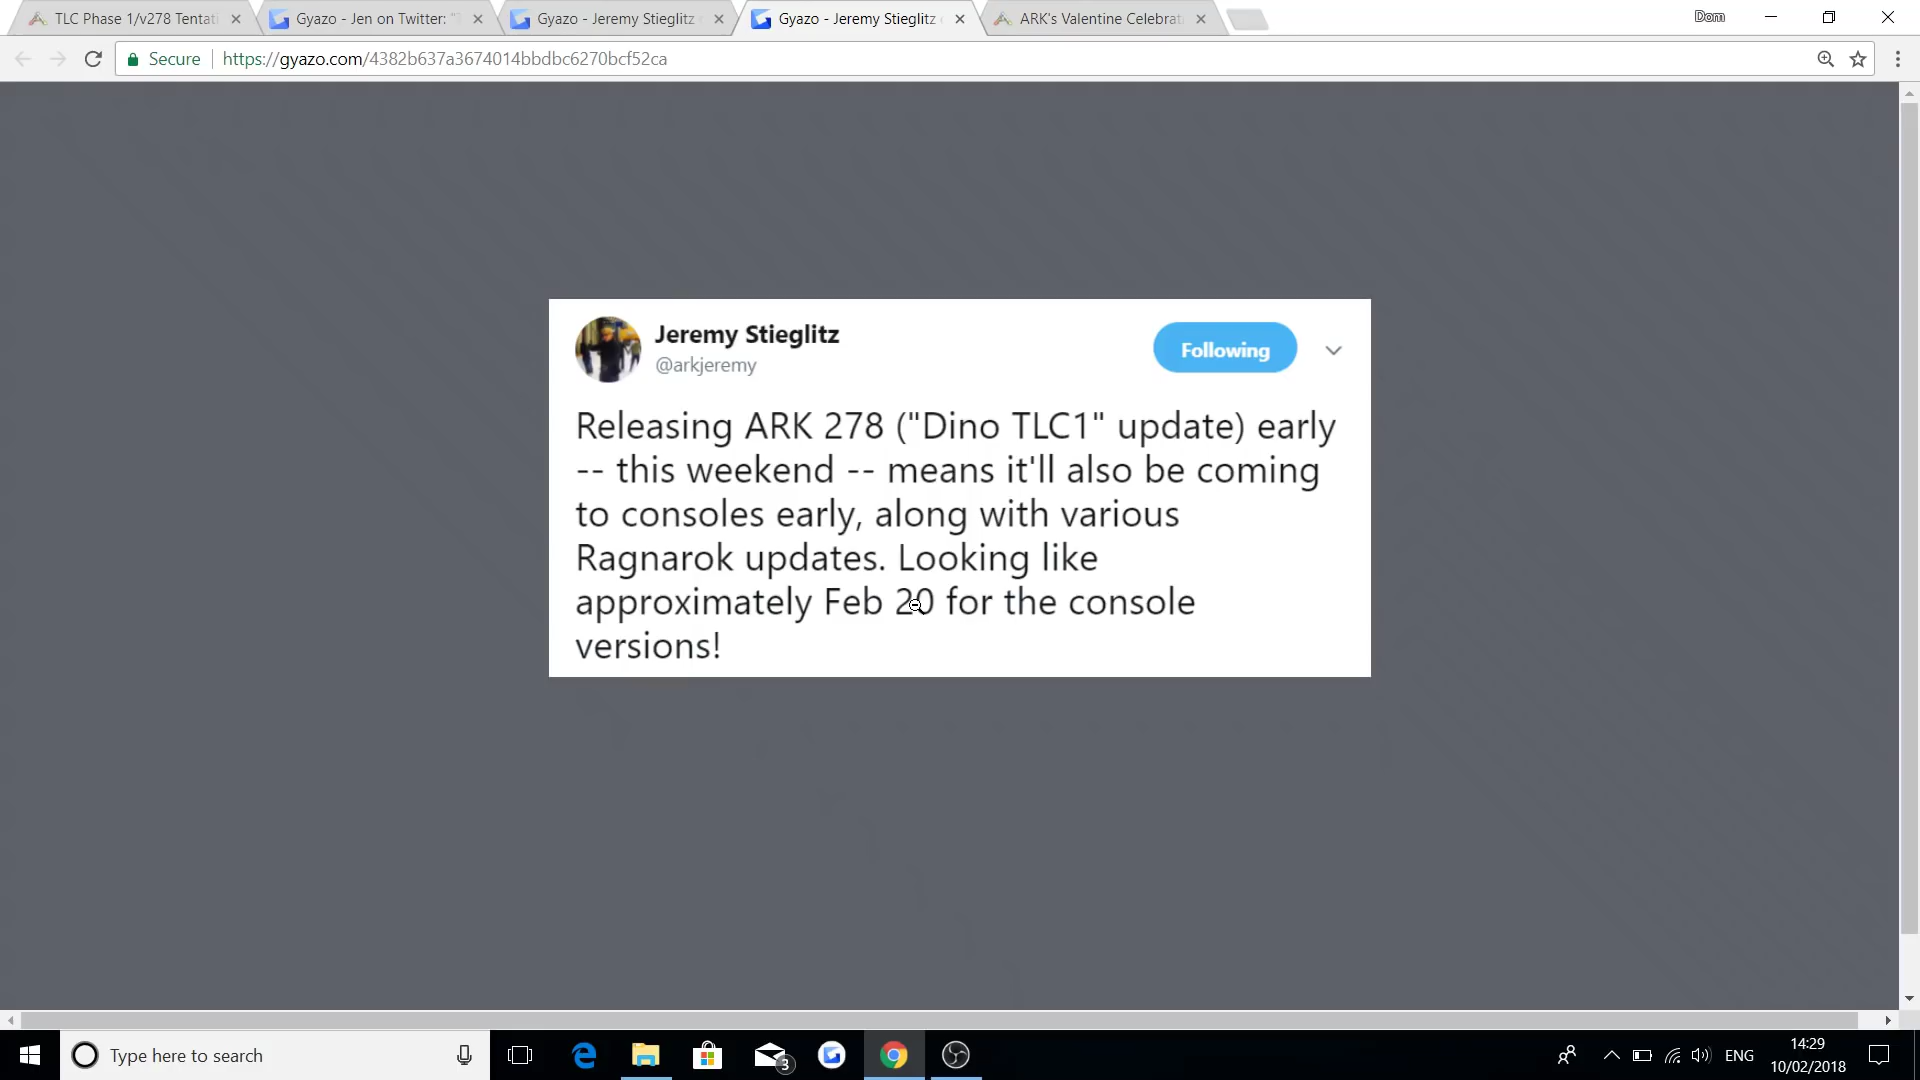 TLC Phase 1/v278 Tentati
Gyazo - Jen on Twitter: "
Gyazo - Jeremy Stieglitz
Gyazo - Jeremy Stieglitz
ARK's Valentine Celebrat
Dom
Secure
https://gyazo.com/4382b637a3674014bbdbc6270bcf52ca
Jeremy Stieglitz
@arkjeremy
Following
Releasing ARK 278 ("Dino TLC1" update) early
-- this weekend -- means it'll also be coming
to consoles early, along with various
Ragnarok updates. Looking like
approximately Feb 20 for the console
versions!
Type here to search
3
ENG
14:29
10/02/2018